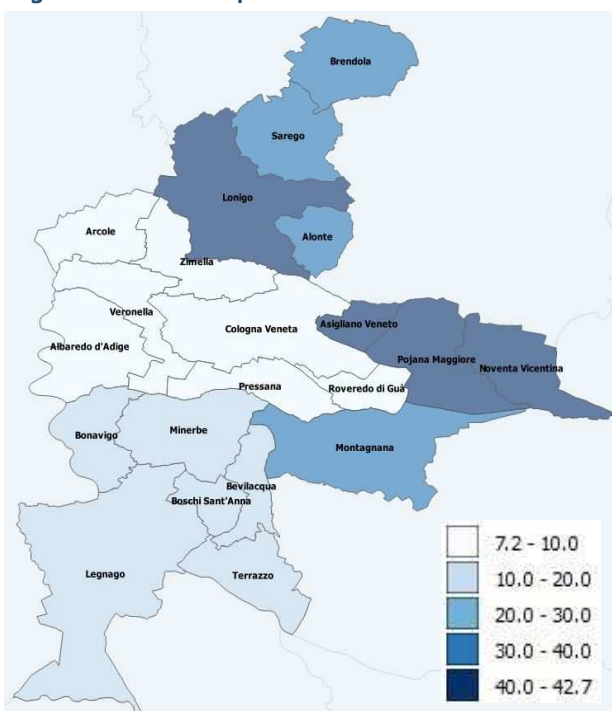 Brendola
Sarego
Lonigo
Alonte
Arcole
Zimella
Veronella
Cologna Veneta
Asigliano Veneto
Albaredo d'Adige
Pojana Maggiore
Noventa Vicentina
Pressana
Roveredo di Guà
Bonavigo
Minerbe
Montagnana
Bevilacqua
Boschi Sant'Anna
Legnago
Terrazzo
7.2 - 10.0
10.0 - 20.0
20.0 - 30.0
30.0 - 40.0
40.0 - 42.7